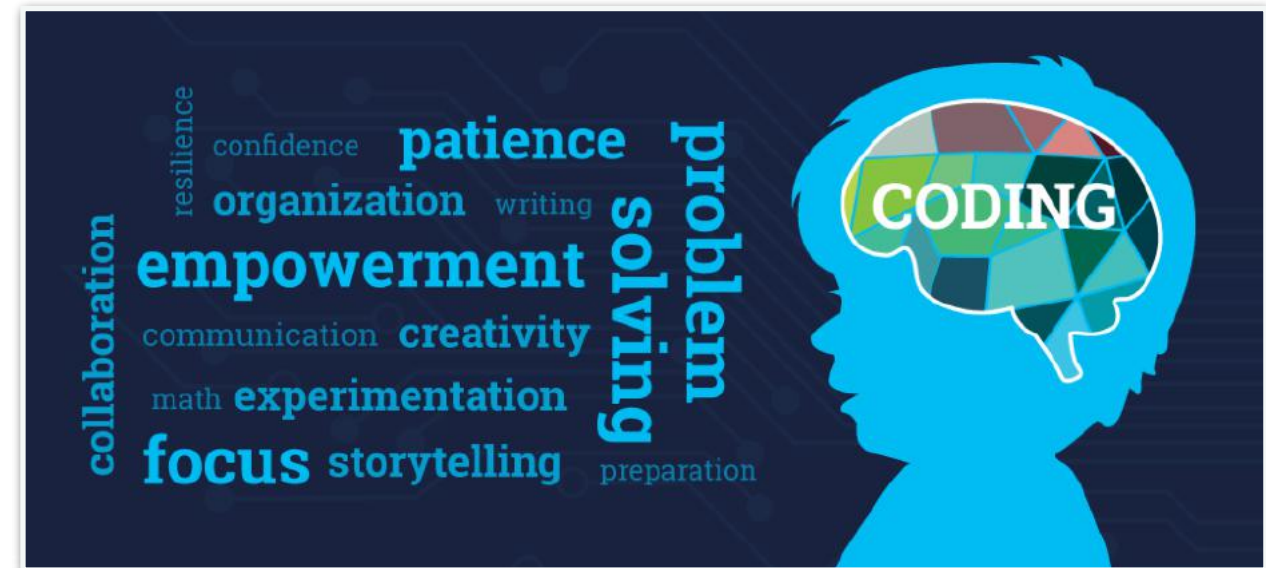 resilience
confidence
patience
organization
writing
empowerment
collaboration
communication
creativity
math
experimentation
focus
storytelling
solving
problem
preparation
CODING